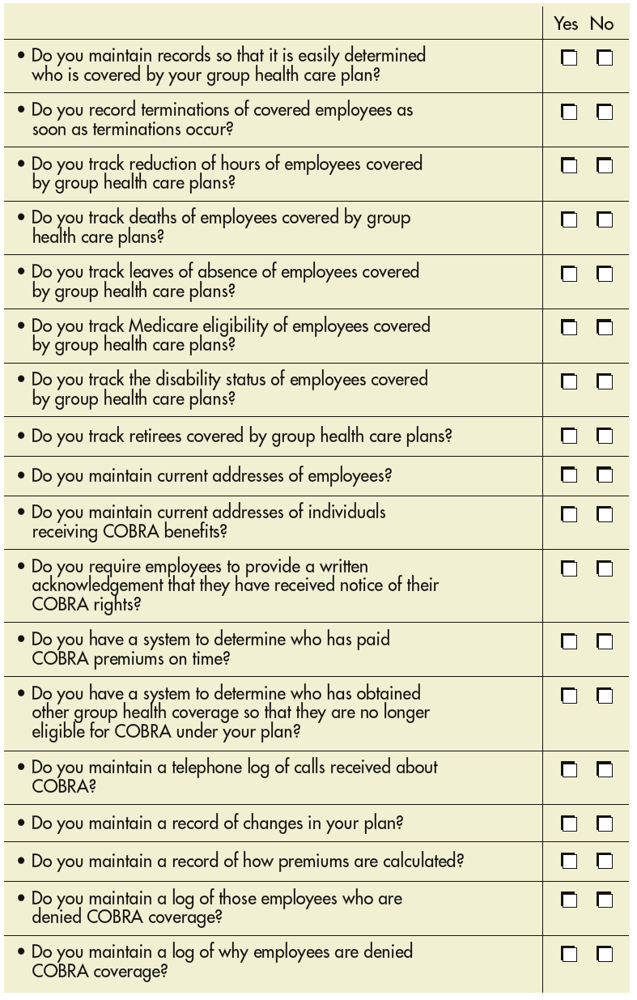 Yes No
• Do you maintain records so that it is easily determined
who is covered by your group health care plan?
• Do you record terminations of covered employees as
soon as terminations occur?
• Do you track reduction of hours of employees covered
by group health care plans?
• Do you track deaths of employees covered by group
health care plans?
• Do you track leaves of absence of employees covered
by group health care plans?
• Do you track Medicare eligibility of employees covered
by group health care plans?
• Do you track the disability status of employees covered
by group health care plans?
• Do you track retirees covered by group health care plans?
• Do you maintain current addresses of employees?
• Do you maintain current addresses of individuals
receiving COBRA benefits?
• Do you require employees to provide a written
acknowledgement that they have received notice of their
COBRA rights?
• Do you have a system to determine who has paid
COBRA premiums on time?
• Do you have a system to determine who has obtained
other group health coverage so that they are no longer
eligible for COBRA under your plan?
• Do you maintain a telephone log of calls received about
COBRA?
• Do you maintain a record of changes in your plan?
• Do you maintain a record of how premiums are calculated?
• Do you maintain a log of those employees who are
denied COBRA coverage?
• Do you maintain a log of why employees are denied
COBRA coverage?